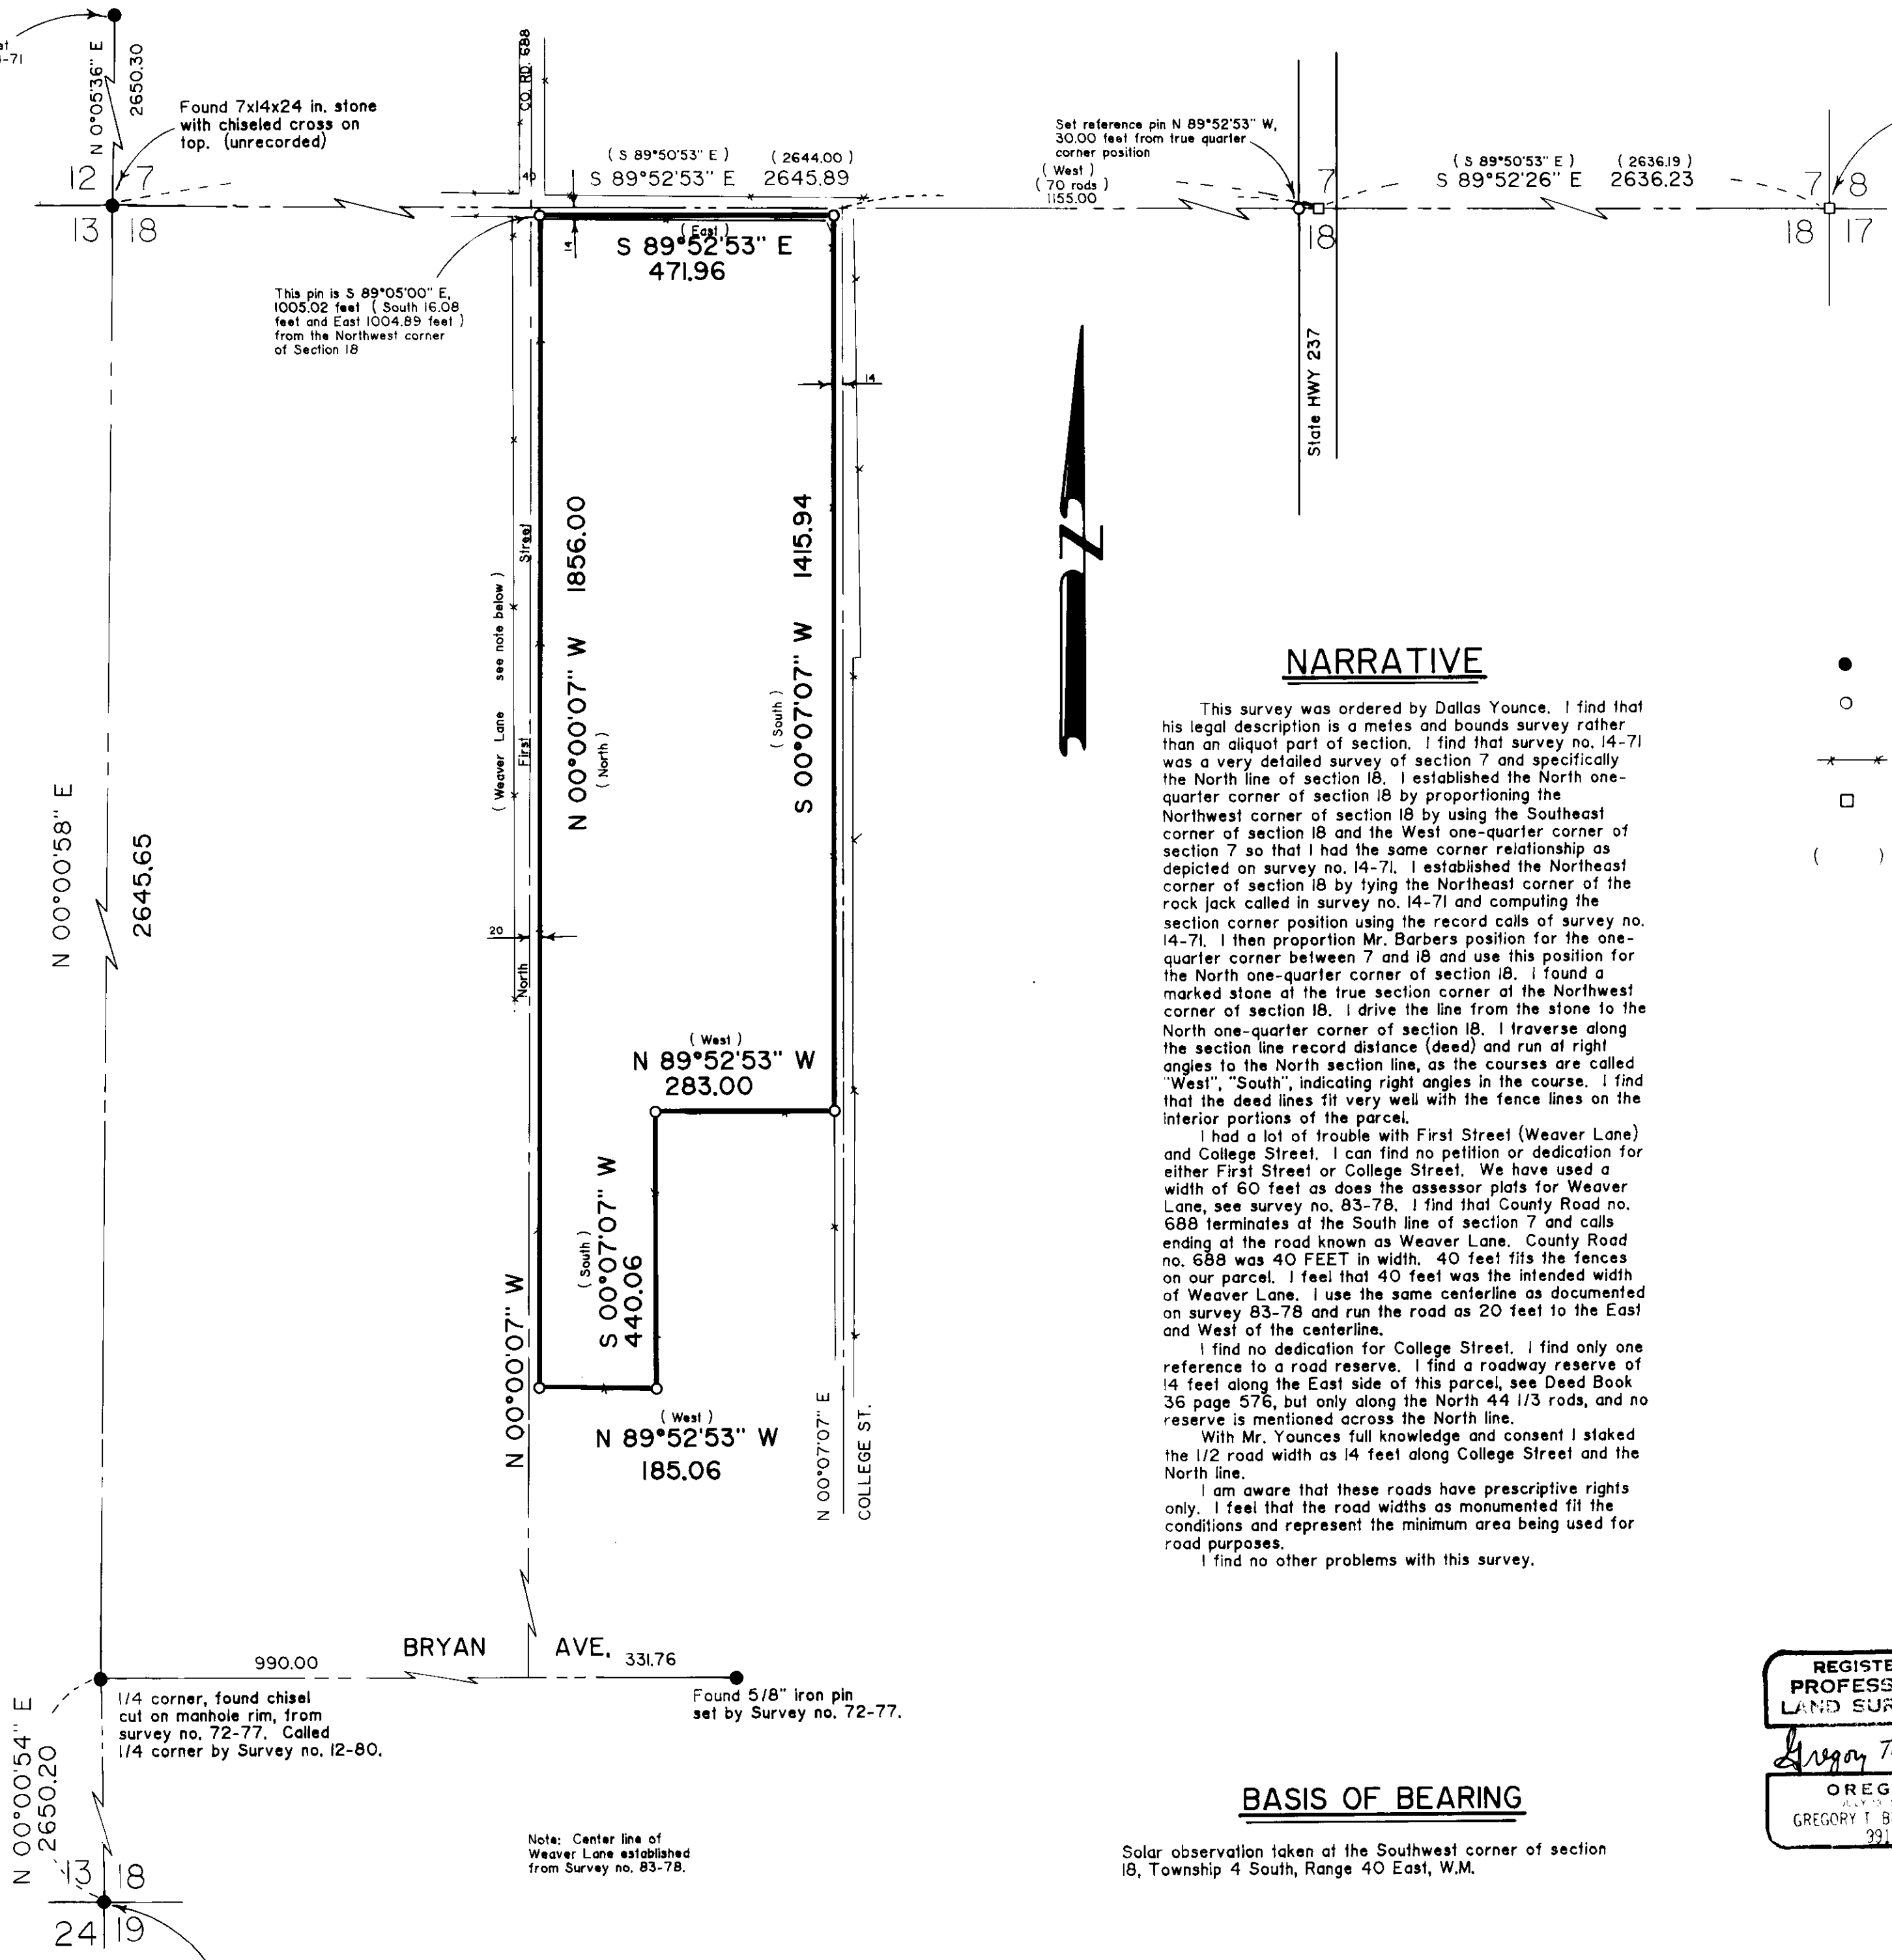 -71
N 0°05'36" E
2650.30
Found 7x14x24 in. stone
with chiseled cross on
top. (unrecorded)
12 7
13 18
CO. RD. 688
40
( S 89°50'53" E ) ( 2644.00 )
S 89°52'53" E 2645.89
Set reference pin N 89°52'53" W,
30.00 feet from true quarter
corner position
( West )
( 70 rods )
1155.00
7
18
( S 89°50'53" E ) ( 2636.19 )
S 89°52'26" E 2636.23
7 8
18 17
14
( East )
S 89°52'53" E
471.96
This pin is S 89°05'00" E,
1005.02 feet ( South 16.08
feet and East 1004.89 feet )
from the Northwest corner
of Section 18
14
State HWY 237
N 00°00'58" E
2645.65
( Weaver Lane see note below )
North First Street
20
N 00°00'07" W 1856.00
( North )
( South )
S 00°07'07" W 1415.94
( West )
N 89°52'53" W
283.00
( South )
S 00°07'07" W
440.06
N 00°00'07" W
( West )
N 89°52'53" W
185.06
N 00°07'07" E
COLLEGE ST.
N
NARRATIVE
This survey was ordered by Dallas Younce. I find that
his legal description is a metes and bounds survey rather
than an aliquot part of section. I find that survey no. 14-71
was a very detailed survey of section 7 and specifically
the North line of section 18. I established the North one-
quarter corner of section 18 by proportioning the
Northwest corner of section 18 by using the Southeast
corner of section 18 and the West one-quarter corner of
section 7 so that I had the same corner relationship as
depicted on survey no. 14-71. I established the Northeast
corner of section 18 by tying the Northeast corner of the
rock jack called in survey no. 14-71 and computing the
section corner position using the record calls of survey no.
14-71. I then proportion Mr. Barbers position for the one-
quarter corner between 7 and 18 and use this position for
the North one-quarter corner of section 18. I found a
marked stone at the true section corner at the Northwest
corner of section 18. I drive the line from the stone to the
North one-quarter corner of section 18. I traverse along
the section line record distance (deed) and run at right
angles to the North section line, as the courses are called
"West", "South", indicating right angles in the course. I find
that the deed lines fit very well with the fence lines on the
interior portions of the parcel.
I had a lot of trouble with First Street (Weaver Lane)
and College Street. I can find no petition or dedication for
either First Street or College Street. We have used a
width of 60 feet as does the assessor plats for Weaver
Lane, see survey no. 83-78. I find that County Road no.
688 terminates at the South line of section 7 and calls
ending at the road known as Weaver Lane. County Road
no. 688 was 40 FEET in width. 40 feet fits the fences
on our parcel. I feel that 40 feet was the intended width
of Weaver Lane. I use the same centerline as documented
on survey 83-78 and run the road as 20 feet to the East
and West of the centerline.
I find no dedication for College Street. I find only one
reference to a road reserve. I find a roadway reserve of
14 feet along the East side of this parcel, see Deed Book
36 page 576, but only along the North 44 1/3 rods, and no
reserve is mentioned across the North line.
With Mr. Younces full knowledge and consent I staked
the 1/2 road width as 14 feet along College Street and the
North line.
I am aware that these roads have prescriptive rights
only. I feel that the road widths as monumented fit the
conditions and represent the minimum area being used for
road purposes.
I find no other problems with this survey.
( )
990.00
BRYAN AVE.
331.76
1/4 corner, found chisel
cut on manhole rim, from
survey no. 72-77. Called
1/4 corner by Survey no. 12-80.
Found 5/8" iron pin
set by Survey no. 72-77.
N 00°00'54" E
2650.20
13 18
24 19
Note: Center line of
Weaver Lane established
from Survey no. 83-78.
BASIS OF BEARING
Solar observation taken at the Southwest corner of section
18, Township 4 South, Range 40 East, W.M.
REGISTE
PROFESS
LAND SUR
Gregory T
OREG
GREGORY T. B
991